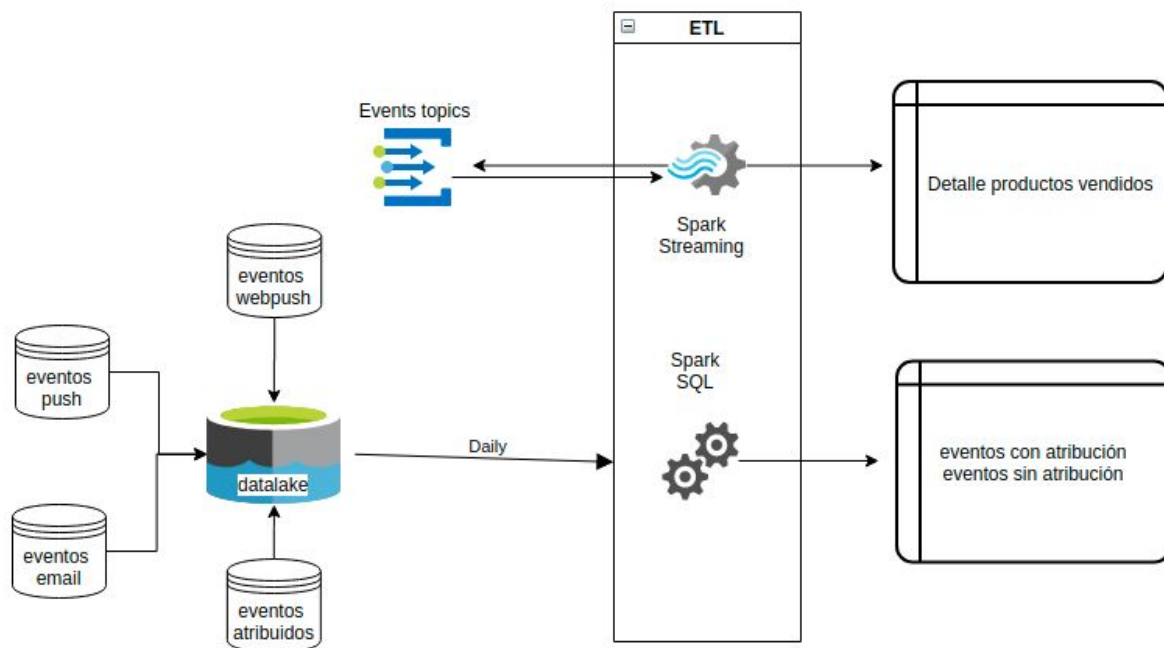 ETL
Events topics
Spark
Streaming
Detalle productos vendidos
eventos
webpush
eventos
push
Spark
SQL
datalake
Daily
eventos con atribución
eventos sin atribución
eventos
email
eventos
atribuidos